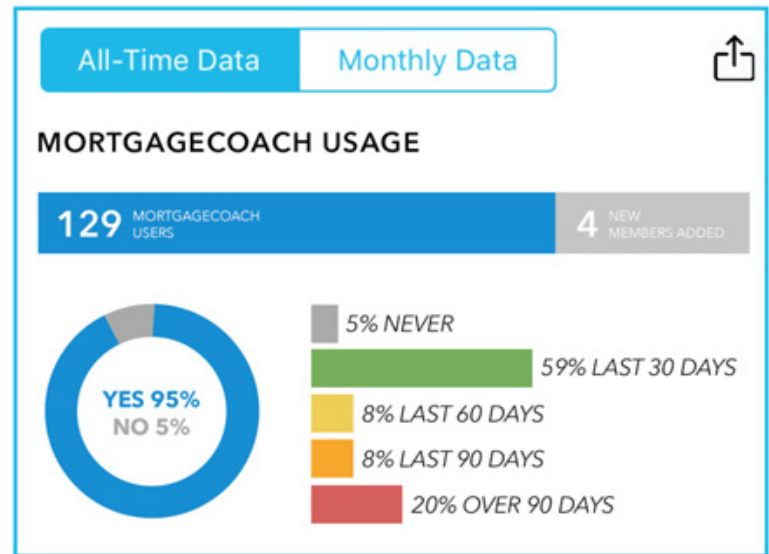 All-Time Data Monthly Data
MORTGAGECOACH USAGE
129 MORTGAGECOACH USERS
4 NEW MEMBERS ADDED
YES 95%
NO 5%
5% NEVER
59% LAST 30 DAYS
8% LAST 60 DAYS
8% LAST 90 DAYS
20% OVER 90 DAYS